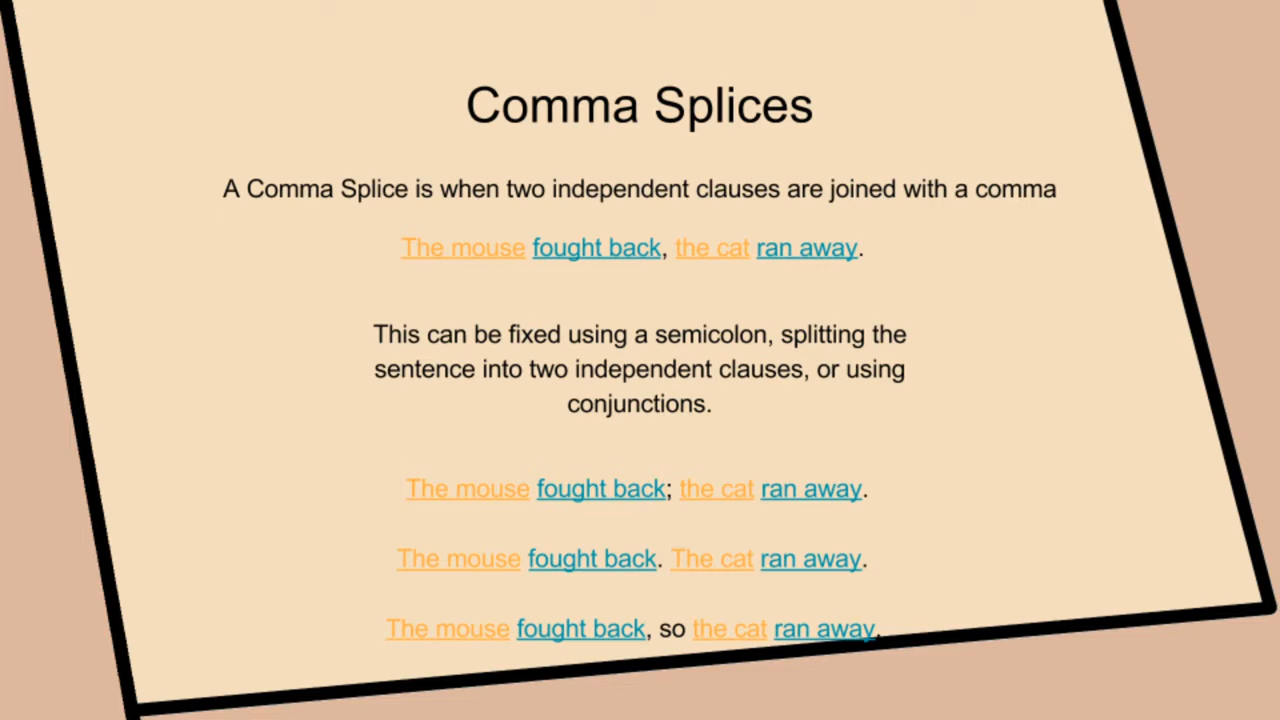 Comma Splices
A Comma Splice is when two independent clauses are joined with a comma
The mouse fought back, the cat ran away.
This can be fixed using a semicolon, splitting the
sentence into two independent clauses, or using
conjunctions.
The mouse fought back; the cat ran away.
The mouse fought back. The cat ran away.
The mouse fought back, so the cat ran away.